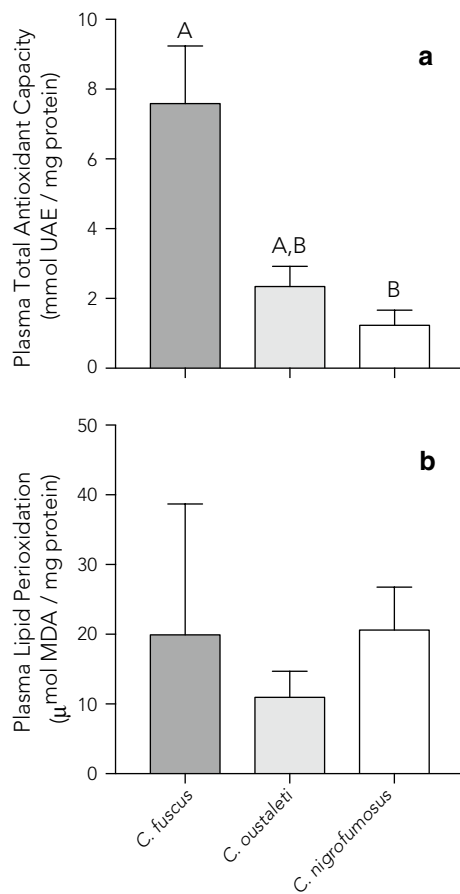 Plasma Total Antioxidant Capacity
(mmol UAE / mg protein)
10
8
6
4
2
0
A
A,B
B
a
Plasma Lipid Perioxidation
(μmol MDA / mg protein)
50
40
30
20
10
0
b
C. fuscus
C. oustaleti
C. nigrofumosus